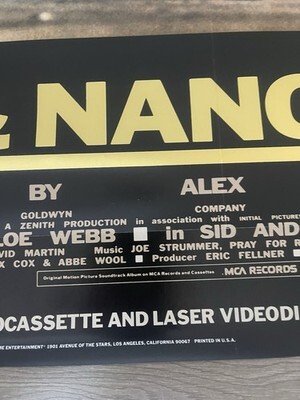 & NANC
BY ALEX
GOLDWYN COMPANY
A ZENITH PRODUCTION in association with INITIAL PICTURES
LOE WEBB in SID AND
VID MARTIN Music JOE STRUMMER, PRAY FOR R
X COX & ABBE WOOL Producer ERIC FELLNER
Original Motion Picture Soundtrack Album on MCA Records and Cassettes MCA RECORDS
OCASSETTE AND LASER VIDEODI
RE ENTERTAINMENT 1901 AVENUE OF THE STARS, LOS ANGELES, CALIFORNIA 90067 PRINTED IN U.S.A.